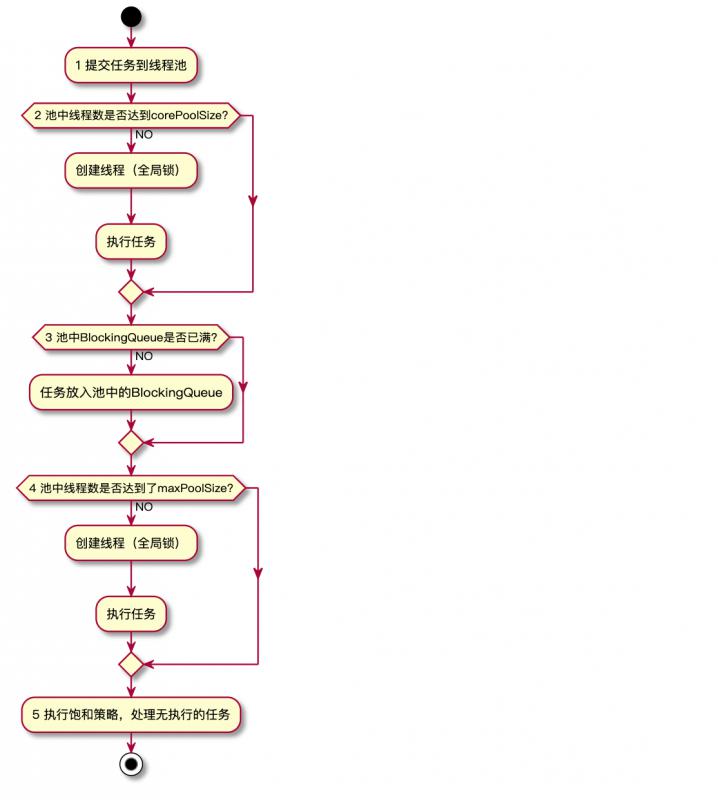 1 提交任务到线程池
2 池中线程数是否达到corePoolSize?
NO
创建线程（全局锁）
执行任务
3 池中BlockingQueue是否已满?
NO
任务放入池中的BlockingQueue
4 池中线程数是否达到了maxPoolSize?
NO
创建线程（全局锁）
执行任务
5 执行饱和策略，处理无执行的任务